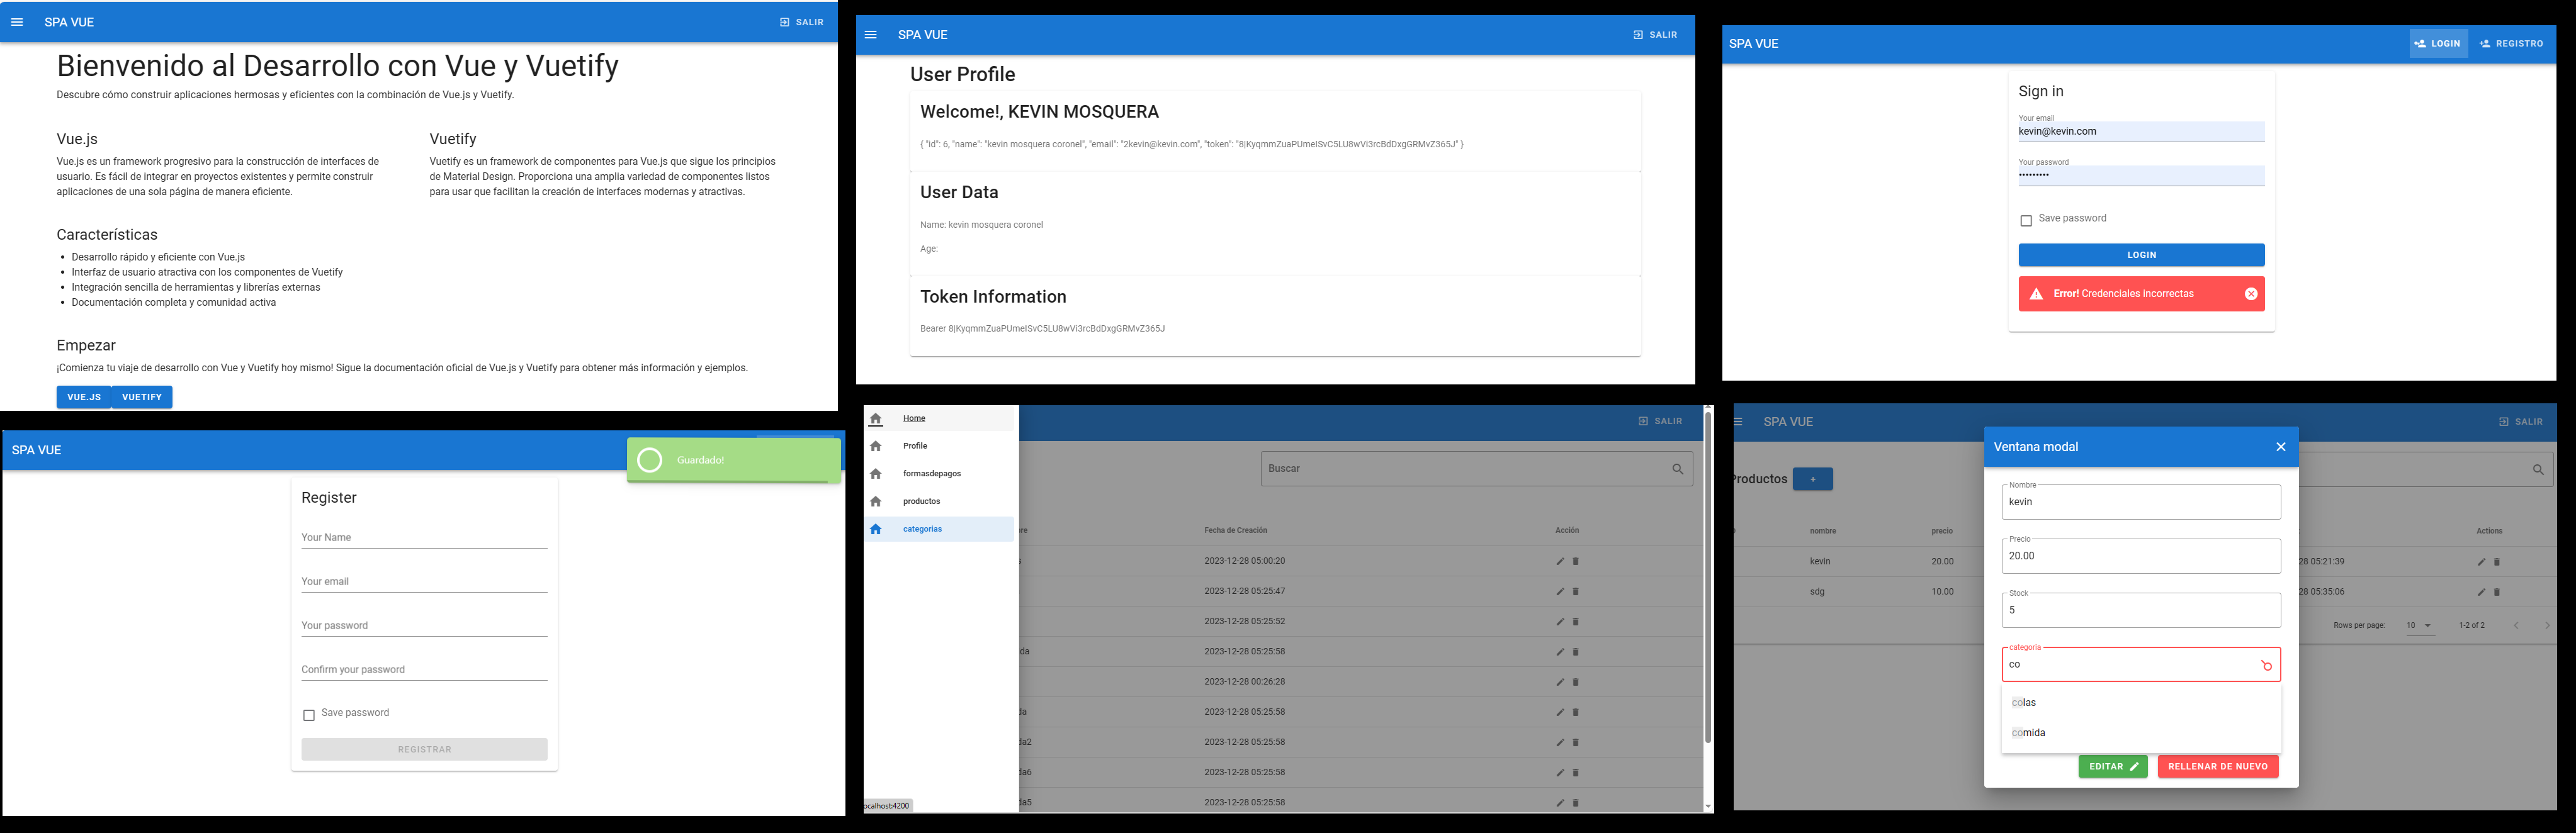 SPA VUE
SALIR
Bienvenido al Desarrollo con Vue y Vuetify
Descubre cómo construir aplicaciones hermosas y eficientes con la combinación de Vue.js y Vuetify.
Vue.js
Vue.js es un framework progresivo para la construcción de interfaces de
usuario. Es fácil de integrar en proyectos existentes y permite construir
aplicaciones de una sola página de manera eficiente.
Vuetify
Vuetify es un framework de componentes para Vue.js que sigue los principios
de Material Design. Proporciona una amplia variedad de componentes listos
para usar que facilitan la creación de interfaces modernas y atractivas.
Características
• Desarrollo rápido y eficiente con Vue.js
• Interfaz de usuario atractiva con los componentes de Vuetify
• Integración sencilla de herramientas y librerías externas
• Documentación completa y comunidad activa
Empezar
¡Comienza tu viaje de desarrollo con Vue y Vuetify hoy mismo! Sigue la documentación oficial de Vue.js y Vuetify para obtener más información y ejemplos.
VUE.JS VUETIFY
SPA VUE
SALIR
User Profile
Welcome!, KEVIN MOSQUERA
{ "id": 6, "name": "kevin mosquera coronel", "email": "2kevin@kevin.com", "token": "8|KyqmmZuaPUmeISvC5LU8wVi3rcBdDxgGRMvZ365J" }
User Data
Name: kevin mosquera coronel
Age:
Token Information
Bearer 8|KyqmmZuaPUmeISvC5LU8wVi3rcBdDxgGRMvZ365J
SPA VUE
LOGIN
REGISTRO
Sign in
Your email
kevin@kevin.com
Your password
Save password
LOGIN
Error! Credenciales incorrectas
SPA VUE
Guardado!
Register
Your Name
Your email
Your password
Confirm your password
Save password
REGISTRAR
Home
Profile
formasdepagos
productos
categorias
ocalhost:4200
SALIR
Buscar
re Fecha de Creación Acción
s 2023-12-28 05:00:20
2023-12-28 05:25:47
2023-12-28 05:25:52
da 2023-12-28 05:25:58
2023-12-28 00:26:28
da 2023-12-28 05:25:58
da2 2023-12-28 05:25:58
da6 2023-12-28 05:25:58
da5 2023-12-28 05:25:58
SPA VUE
SALIR
Productos +
nombre precio Actions
kevin 20.00 28 05:21:39
sdg 10.00 28 05:35:06
Rows per page: 10 1-2 of 2
Ventana modal
Nombre
kevin
Precio
20.00
Stock
5
categoria
co
colas
comida
EDITAR
RELLENAR DE NUEVO